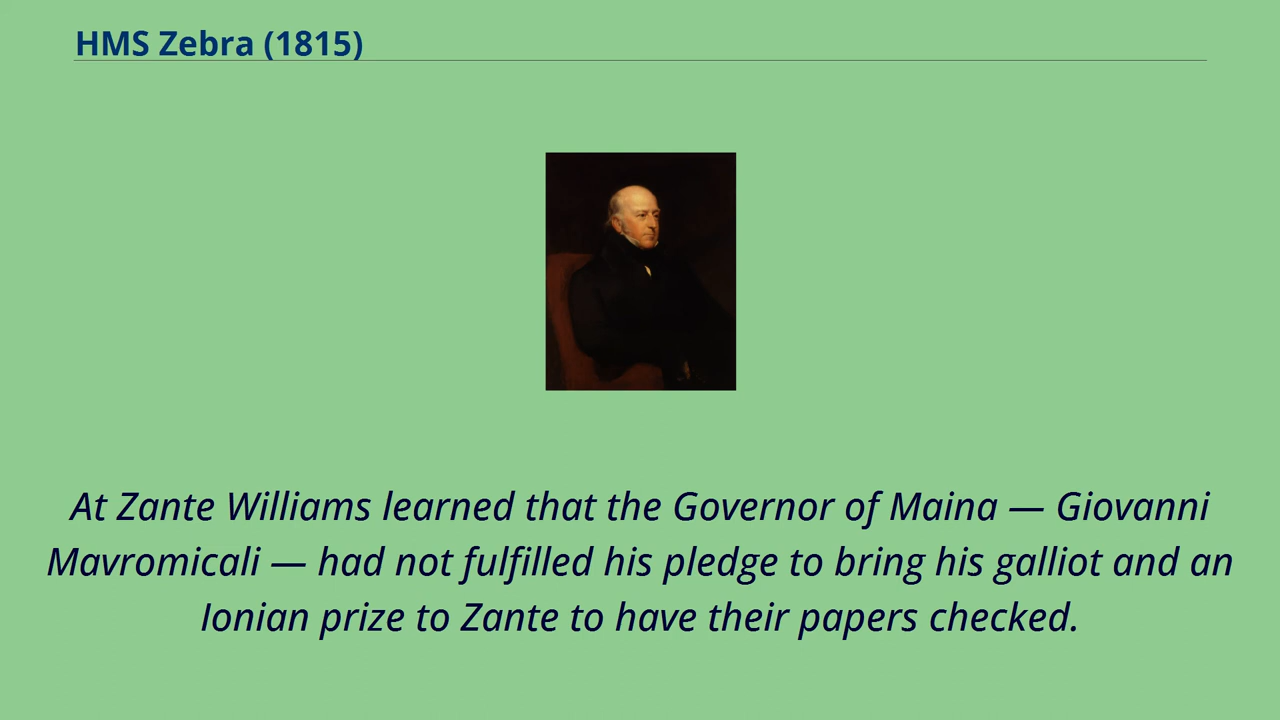 HMS Zebra (1815)
At Zante Williams learned that the Governor of Maina — Giovanni
Mavromicali — had not fulfilled his pledge to bring his galliot and an
Ionian prize to Zante to have their papers checked.